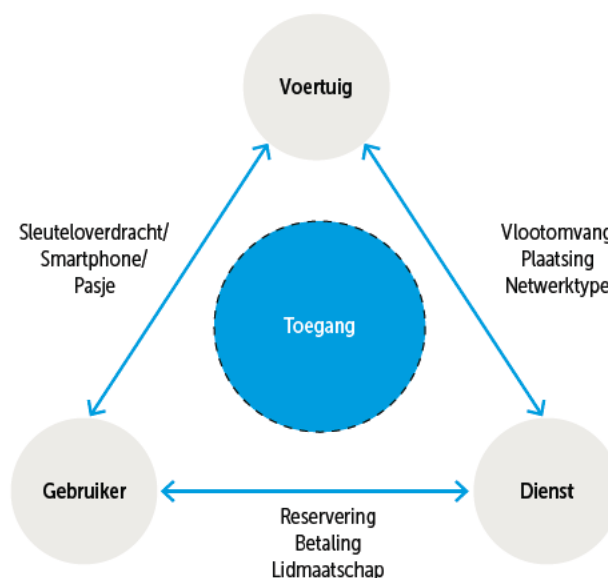 Voertuig
Sleuteloverdracht/
Smartphone/
Pasje
Vlootomvang
Plaatsing
Netwerktype
Toegang
Gebruiker
Dienst
Reservering
Betaling
Lidmaatschap